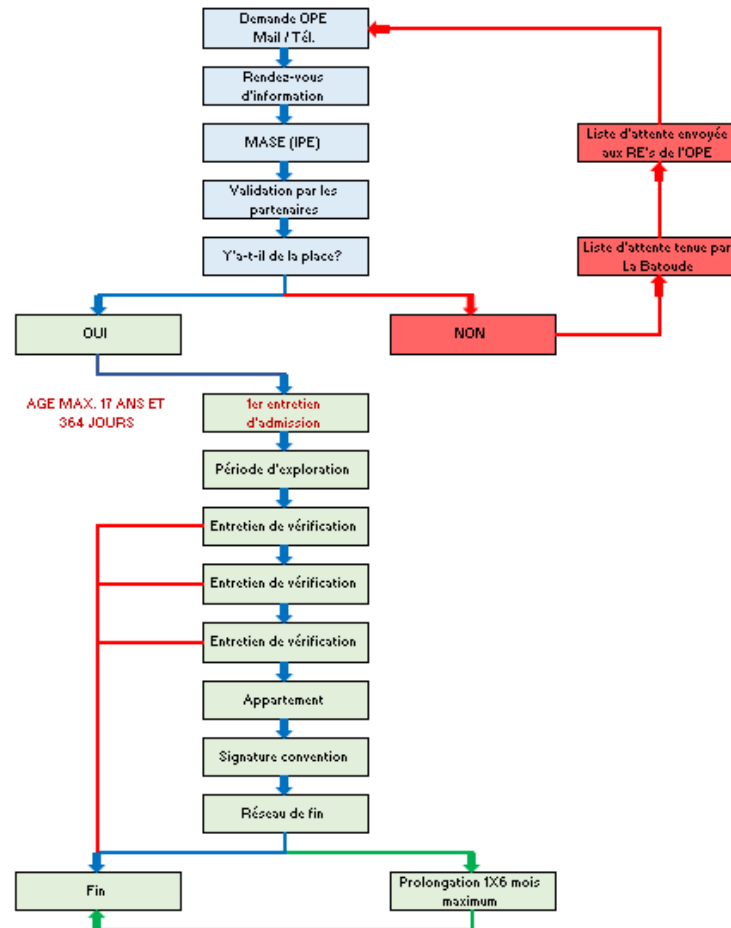 Demande OPE
Mail / Tél.
Rendez-vous
d'information
MASE (IPE)
Liste d'attente envoyée
aux RE's de l'OPE
Validation par les
partenaires
Y'a-t-il de la place?
Liste d'attente tenue par
La Batoude
OUI
NON
AGE MAX. 17 ANS ET
364 JOURS
1er entretien
d'admission
Période d'exploration
Entretien de vérification
Entretien de vérification
Entretien de vérification
Appartement
Signature convention
Réseau de fin
Fin
Prolongation 1X6 mois
maximum